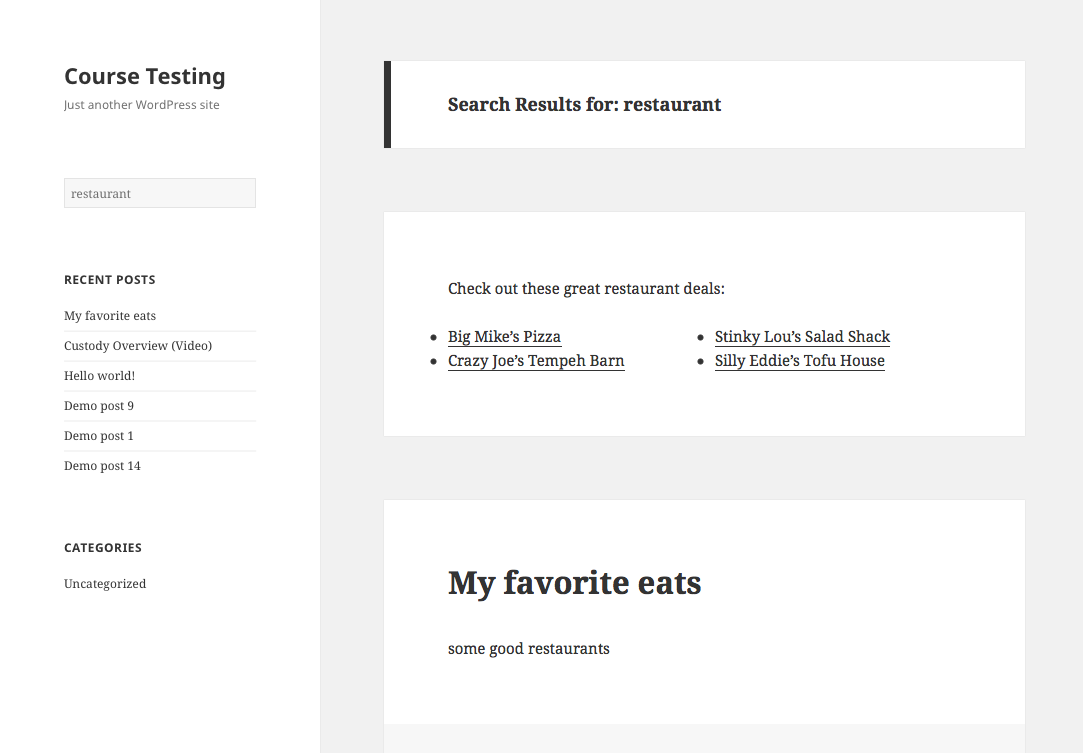 Course Testing
Just another WordPress site
restaurant
RECENT POSTS
My favorite eats
Custody Overview (Video)
Hello world!
Demo post 9
Demo post 1
Demo post 14
CATEGORIES
Uncategorized
Search Results for: restaurant
Check out these great restaurant deals:
Big Mike’s Pizza
Crazy Joe’s Tempeh Barn
Stinky Lou’s Salad Shack
Silly Eddie’s Tofu House
My favorite eats
some good restaurants